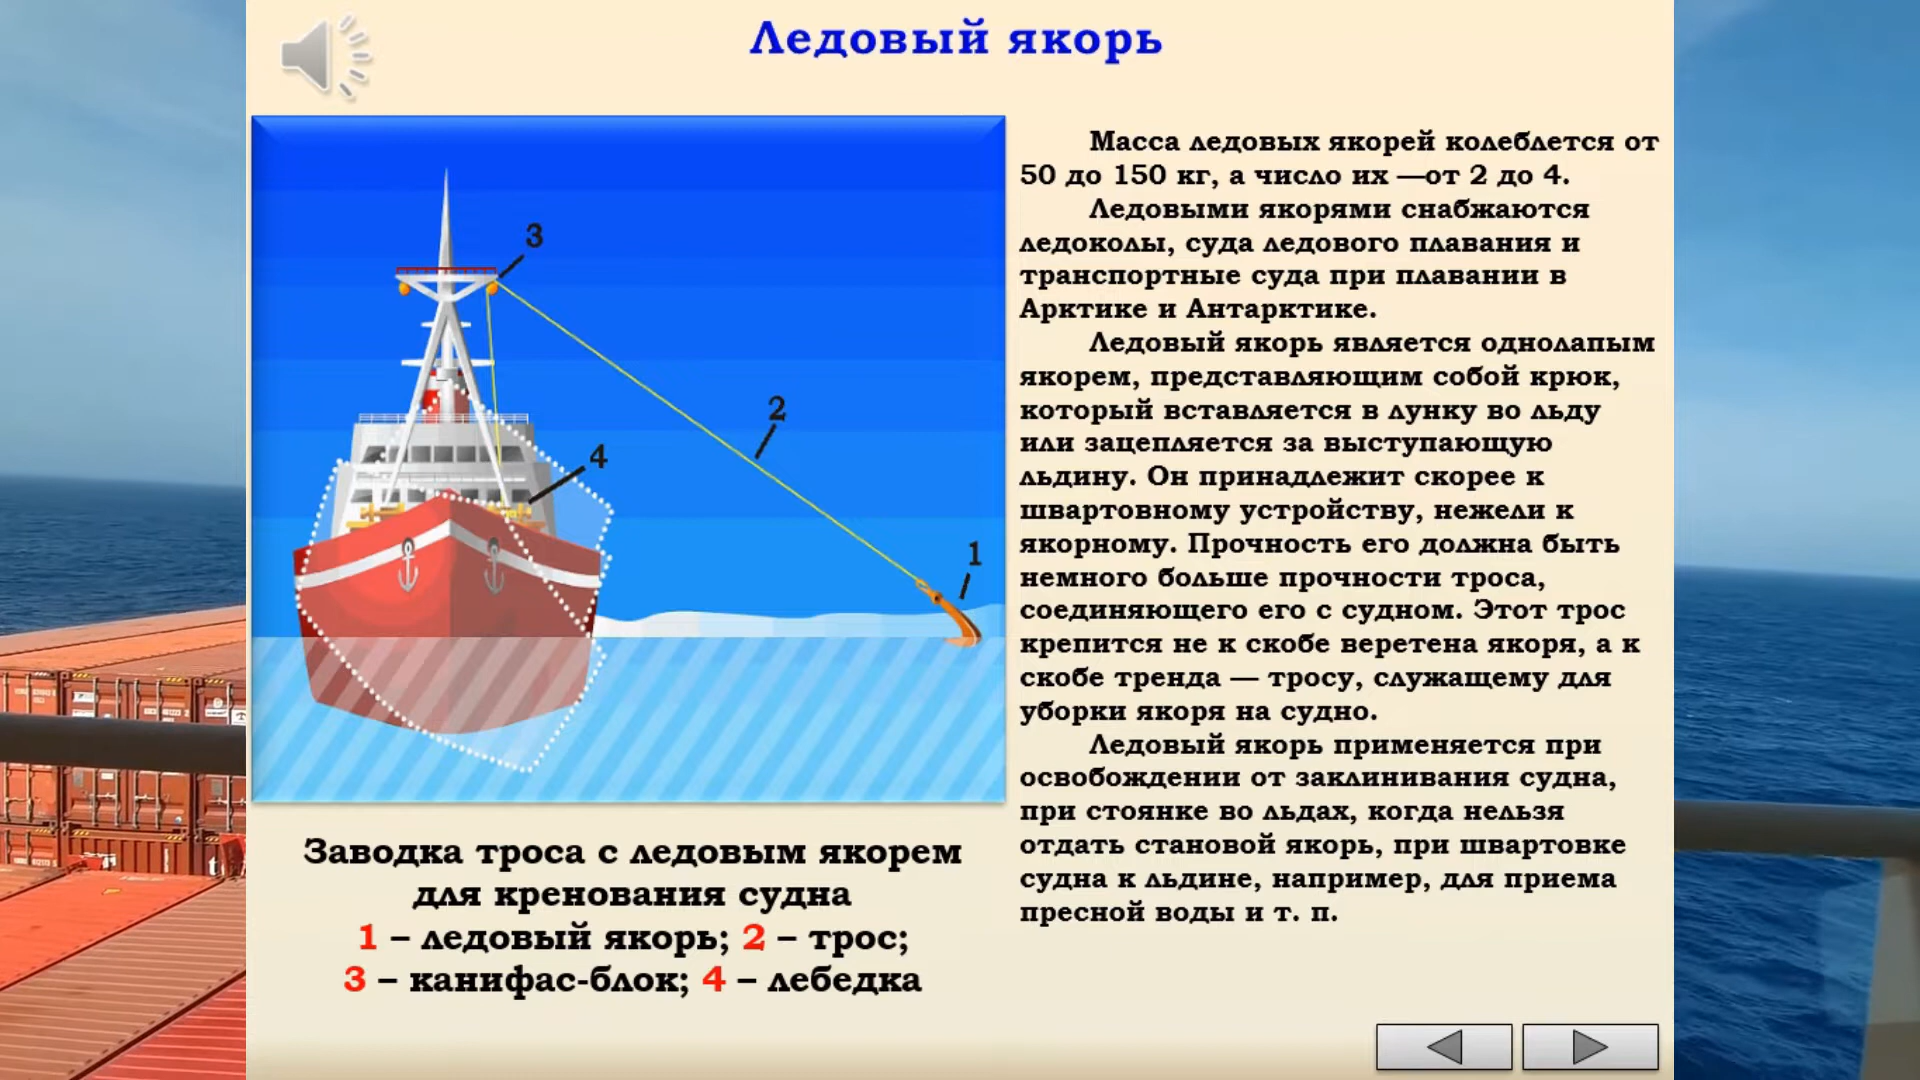 Ледовый якорь
3
2
4
1
Заводка троса с ледовым якорем
для кренования судна
1 – ледовый якорь; 2 – трос;
3 – канифас-блок; 4 – лебедка
Масса ледовых якорей колеблется от
50 до 150 кг, а число их —от 2 до 4.
Ледовыми якорями снабжаются
ледоколы, суда ледового плавания и
транспортные суда при плавании в
Арктике и Антарктике.
Ледовый якорь является однолапым
якорем, представляющим собой крюк,
который вставляется в лунку во льду
или зацепляется за выступающую
льдину. Он принадлежит скорее к
швартовному устройству, нежели к
якорному. Прочность его должна быть
немного больше прочности троса,
соединяющего его с судном. Этот трос
крепится не к скобе веретена якоря, а к
скобе тренда — тросу, служащему для
уборки якоря на судно.
Ледовый якорь применяется при
освобождении от заклинивания судна,
при стоянке во льдах, когда нельзя
отдать становой якорь, при швартовке
судна к льдине, например, для приема
пресной воды и т. п.